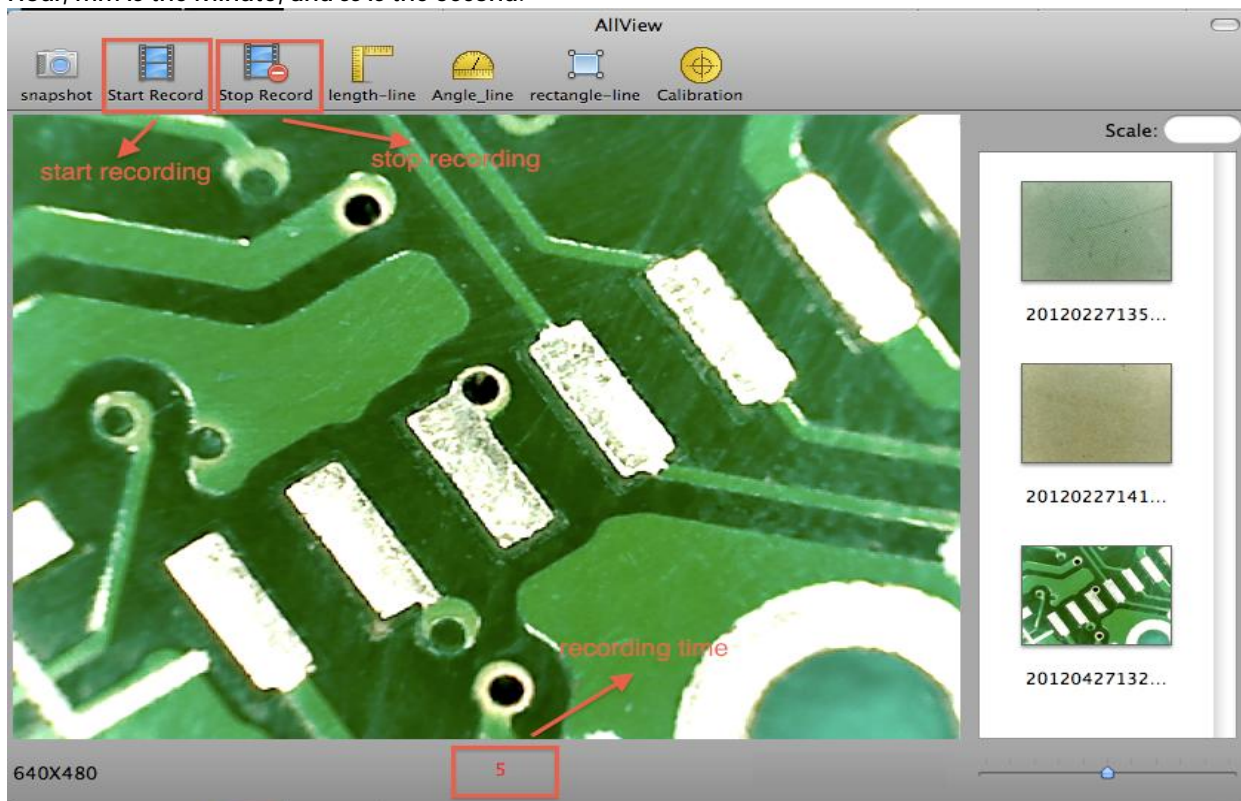 Hour, mm is the minute, and ss is the second.
AllView
snapshot Start Record Stop Record length-line Angle_line rectangle-line Calibration
Scale:
start recording
stop recording
20120227135...
20120227141...
20120427132...
recording time
640X480
5